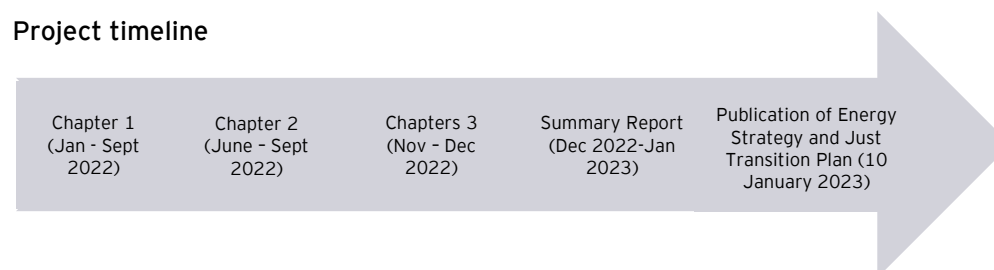 Project timeline
Chapter 1
(Jan - Sept
2022)
Chapter 2
(June – Sept
2022)
Chapters 3
(Nov – Dec
2022)
Summary Report
(Dec 2022-Jan
2023)
Publication of Energy
Strategy and Just
Transition Plan (10
January 2023)